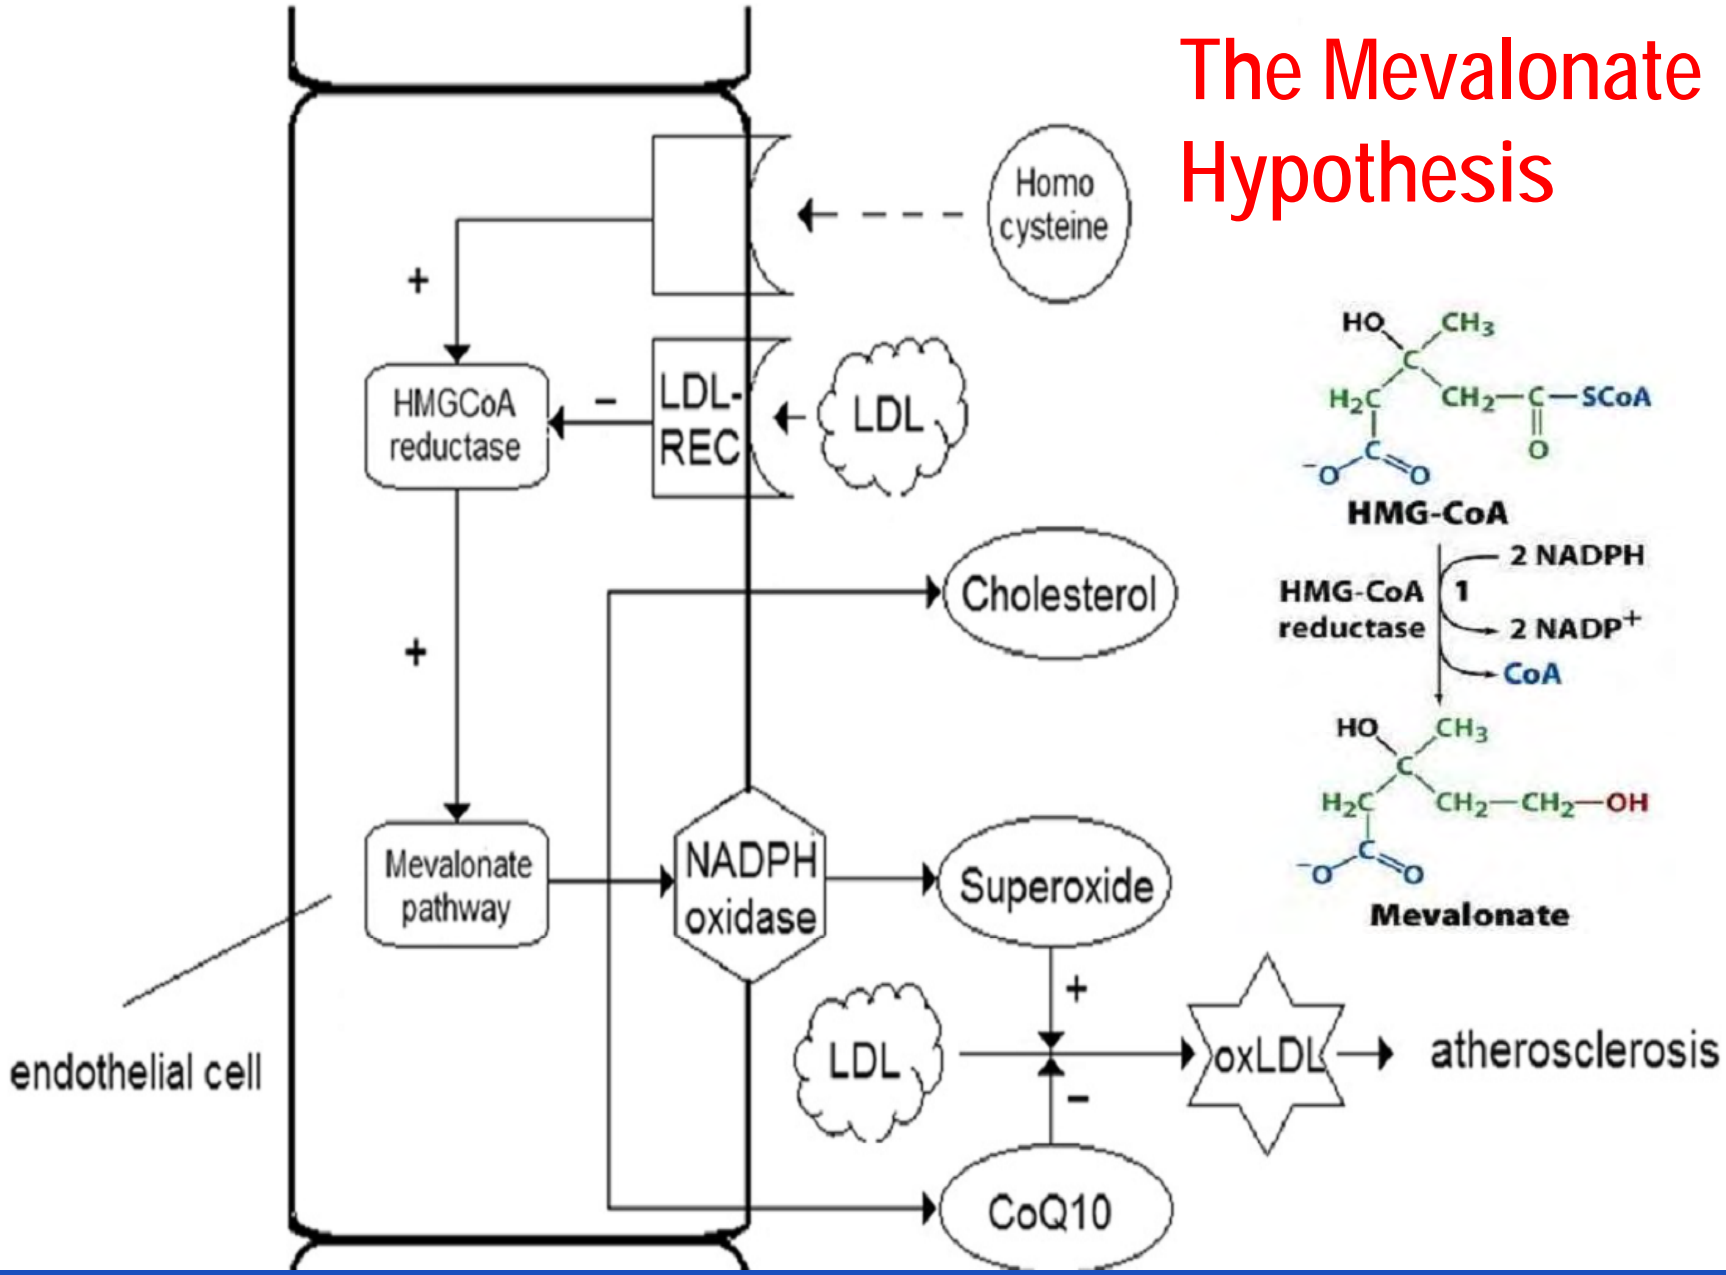 The Mevalonate
Hypothesis
Homo
cysteine
+
HMGCoA
reductase
−
LDL-
REC
LDL
Cholesterol
+
Mevalonate
pathway
NADPH
oxidase
Superoxide
+
LDL
oxLDL
atherosclerosis
−
CoQ10
endothelial cell
HO
CH₃
C
H₂C
CH₂—C—SCoA
O
C
⁻O
O
HMG-CoA
2 NADPH
HMG-CoA
reductase
1
2 NADP⁺
CoA
HO
CH₃
C
H₂C
CH₂—CH₂—OH
C
⁻O
O
Mevalonate